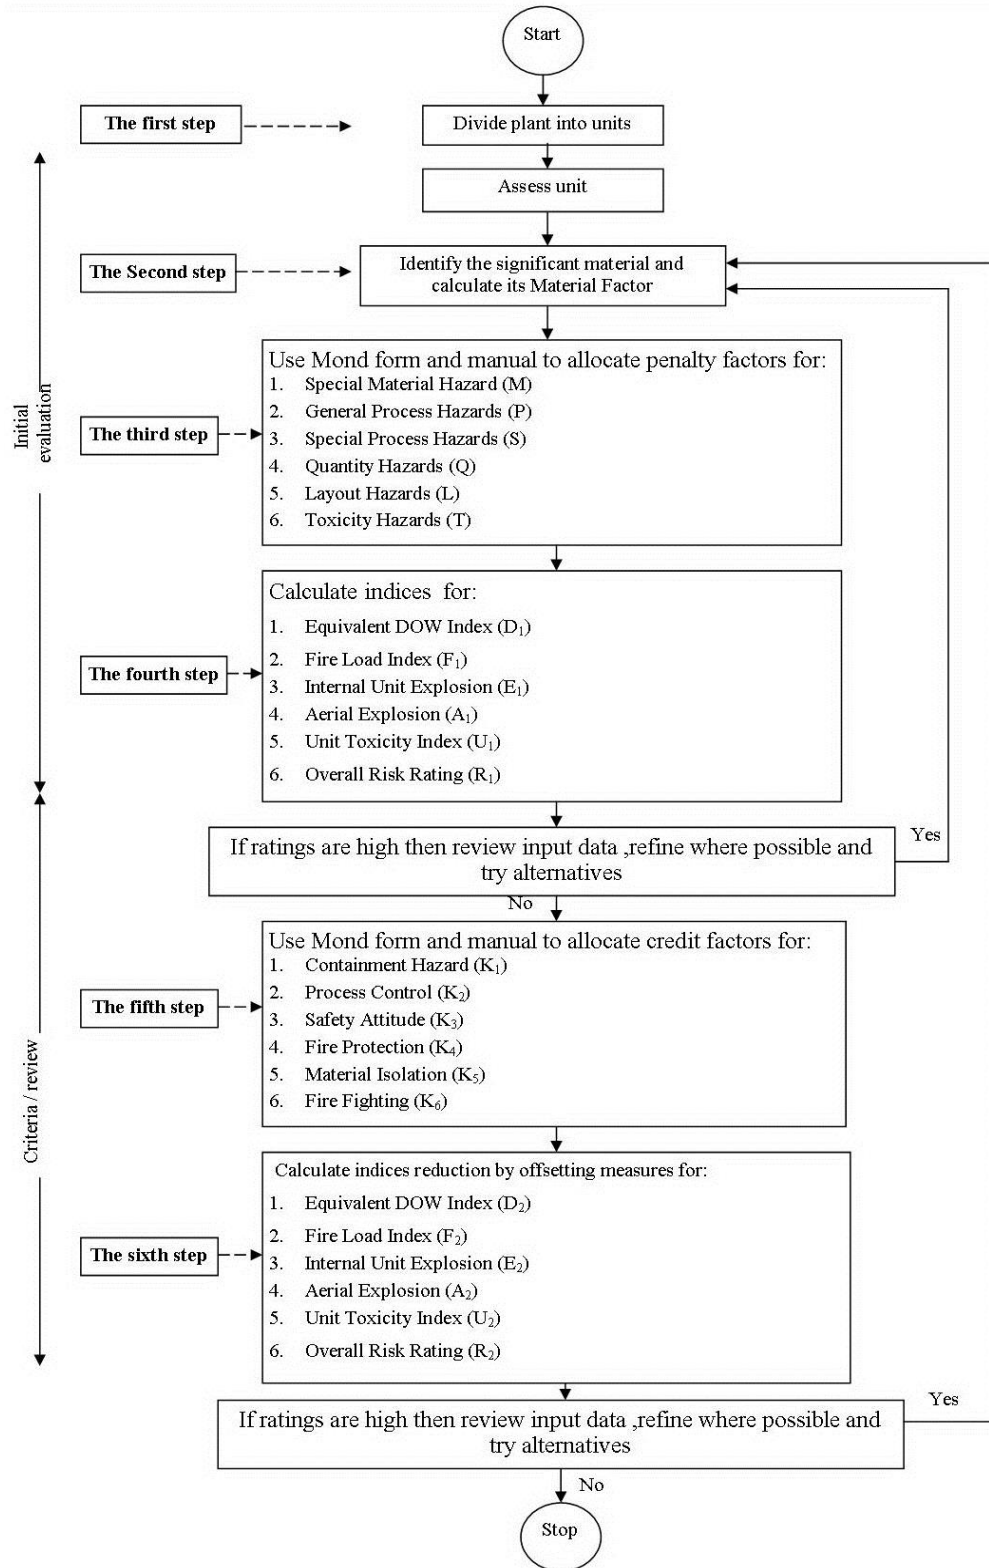 Start
The first step
Divide plant into units
Assess unit
The Second step
Identify the significant material and
calculate its Material Factor
Initial
evaluation
The third step
Use Mond form and manual to allocate penalty factors for:
1. Special Material Hazard (M)
2. General Process Hazards (P)
3. Special Process Hazards (S)
4. Quantity Hazards (Q)
5. Layout Hazards (L)
6. Toxicity Hazards (T)
The fourth step
Calculate indices for:
1. Equivalent DOW Index (D₁)
2. Fire Load Index (F₁)
3. Internal Unit Explosion (E₁)
4. Aerial Explosion (A₁)
5. Unit Toxicity Index (U₁)
6. Overall Risk Rating (R₁)
If ratings are high then review input data ,refine where possible and
try alternatives
Yes
No
Criteria / review
The fifth step
Use Mond form and manual to allocate credit factors for:
1. Containment Hazard (K₁)
2. Process Control (K₂)
3. Safety Attitude (K₃)
4. Fire Protection (K₄)
5. Material Isolation (K₅)
6. Fire Fighting (K₆)
The sixth step
Calculate indices reduction by offsetting measures for:
1. Equivalent DOW Index (D₂)
2. Fire Load Index (F₂)
3. Internal Unit Explosion (E₂)
4. Aerial Explosion (A₂)
5. Unit Toxicity Index (U₂)
6. Overall Risk Rating (R₂)
If ratings are high then review input data ,refine where possible and
try alternatives
Yes
No
Stop